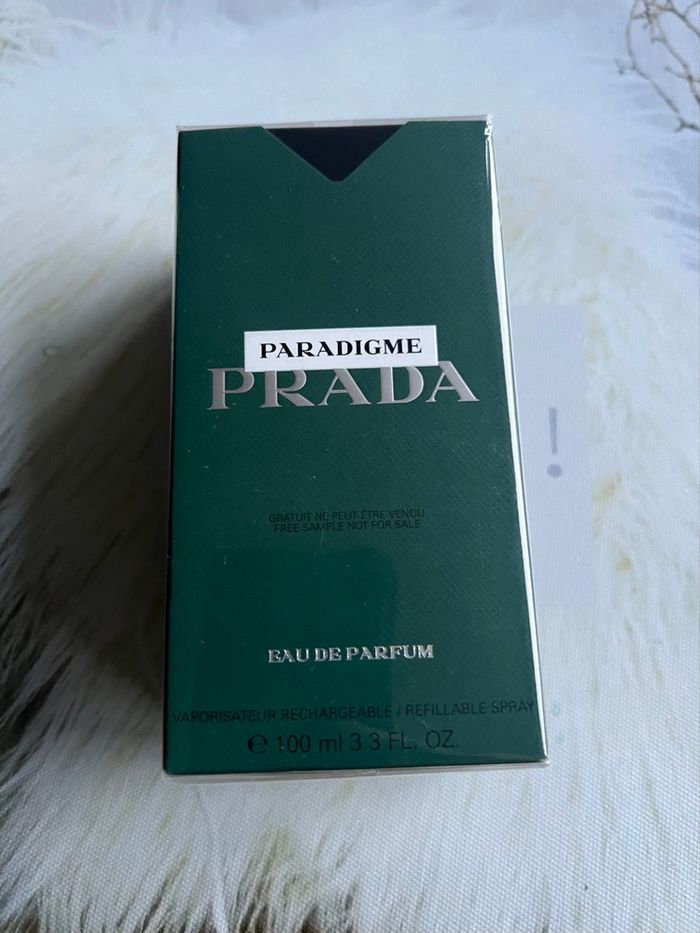 PARADIGME
PRADA
GRATUIT NE PEUT ÊTRE VENDU
FREE SAMPLE NOT FOR SALE
EAU DE PARFUM
VAPORISATEUR RECHARGEABLE / REFILLABLE SPRAY
℮ 100 ml 3.3 FL. OZ.
!